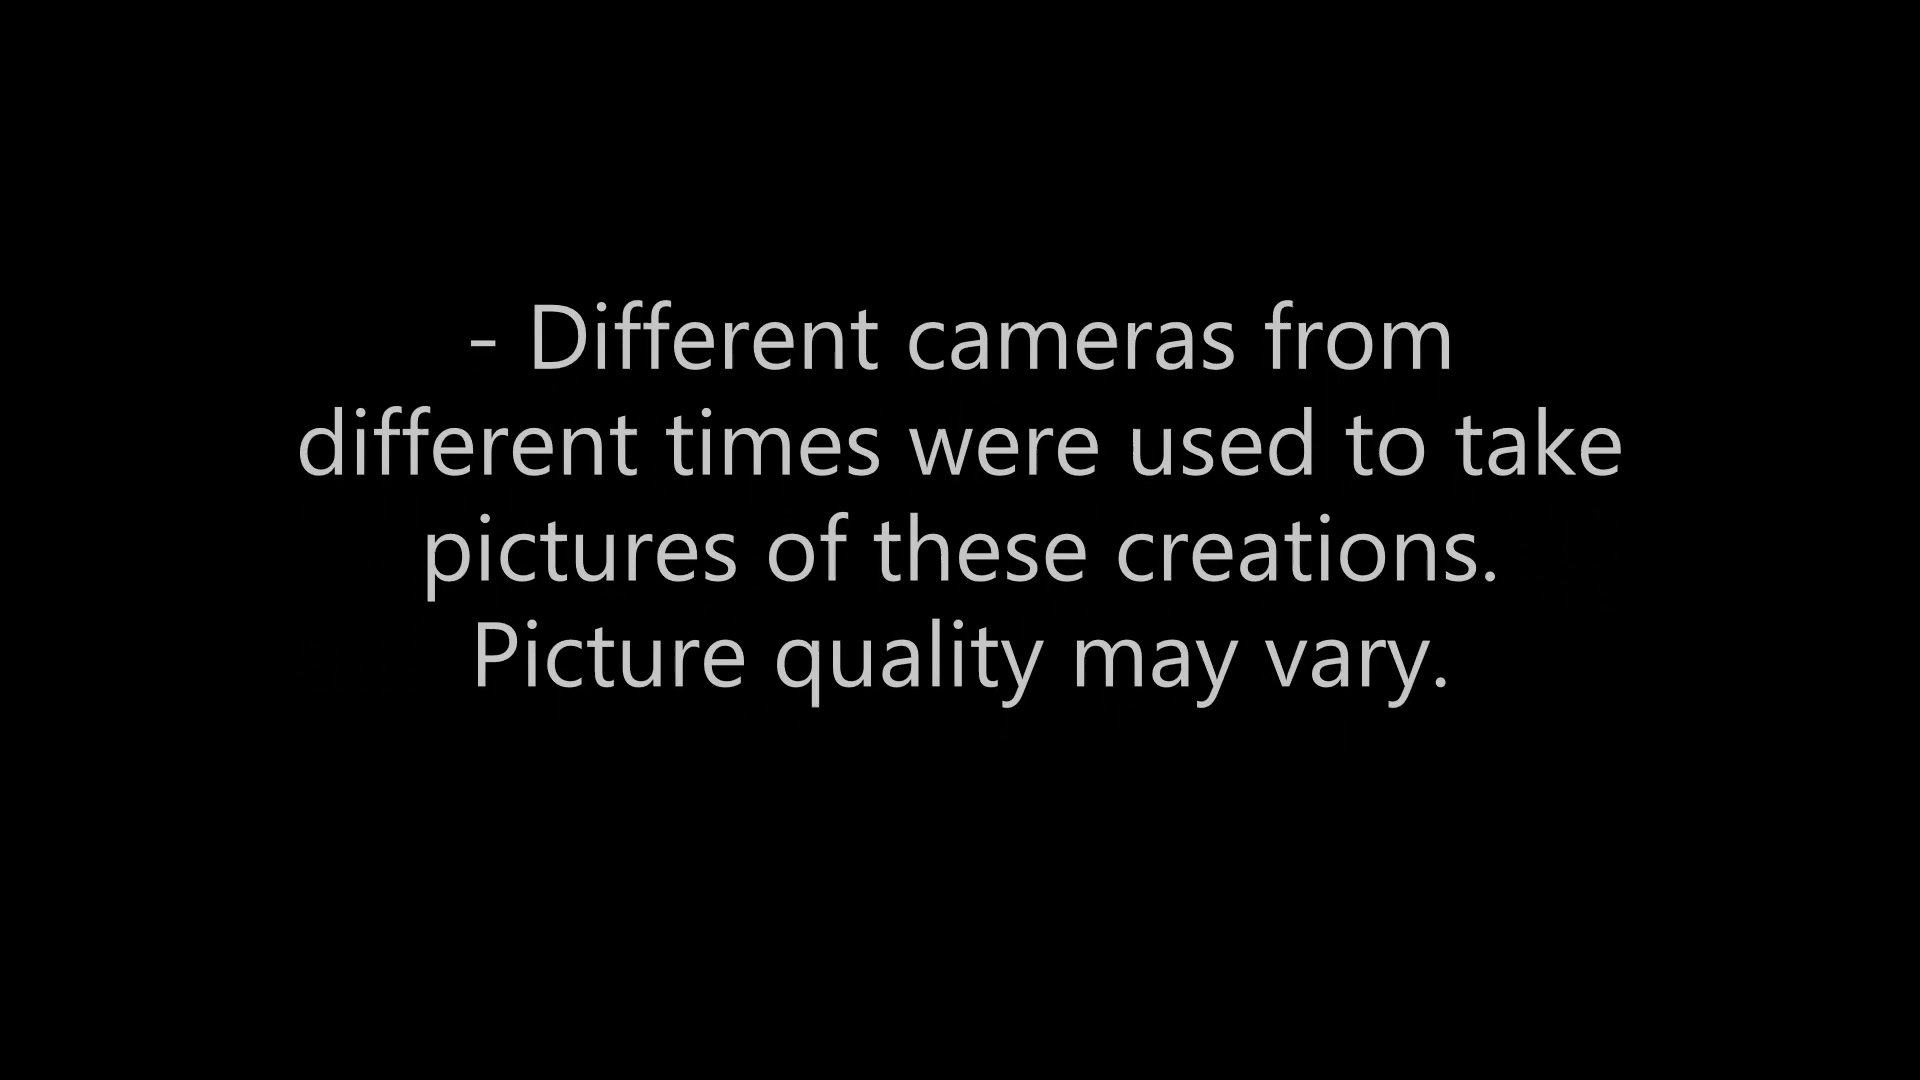 - Different cameras from
different times were used to take
pictures of these creations.
Picture quality may vary.